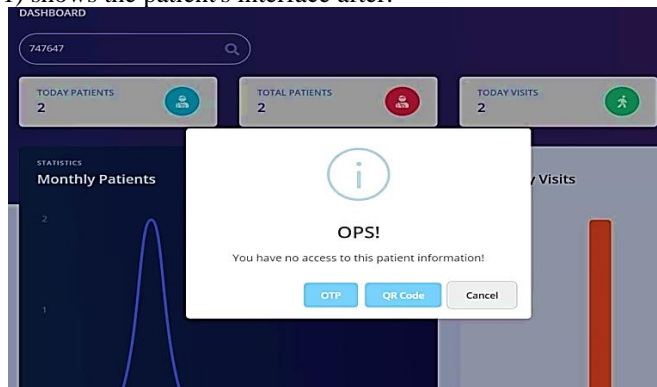 1) shows the patient's interface after.
DASHBOARD
747647
TODAY PATIENTS
2
TOTAL PATIENTS
2
TODAY VISITS
2
STATISTICS
Monthly Patients
2
1
Visits
i
OPS!
You have no access to this patient information!
OTP
QR Code
Cancel